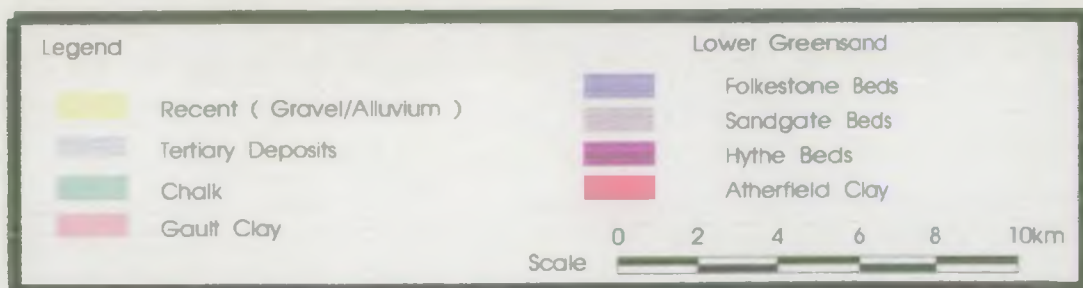 Legend
Recent ( Gravel/Alluvium )
Tertiary Deposits
Chalk
Gault Clay
Lower Greensand
Folkestone Beds
Sandgate Beds
Hythe Beds
Atherfield Clay
0 2 4 6 8 10km
Scale